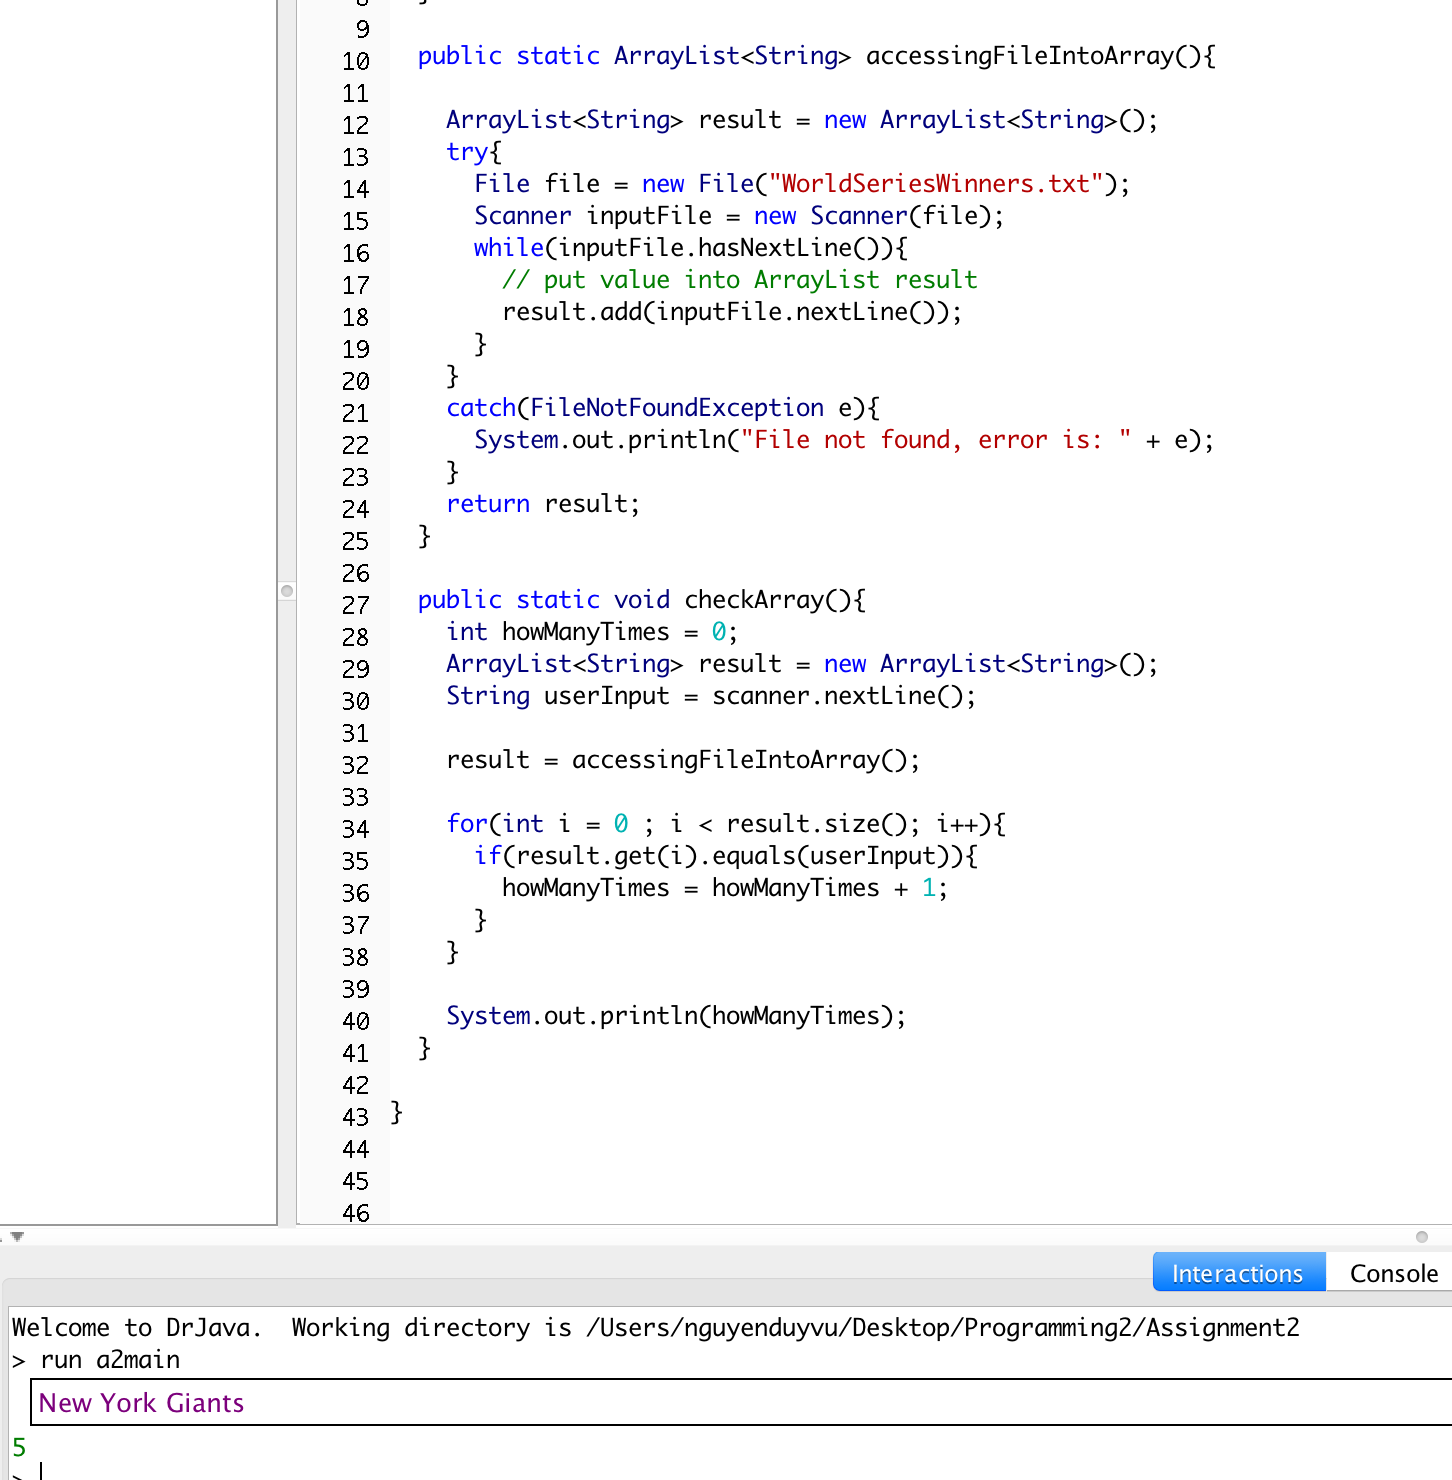 8 }
9
10 public static ArrayList<String> accessingFileIntoArray(){
11
12 ArrayList<String> result = new ArrayList<String>();
13 try{
14 File file = new File("WorldSeriesWinners.txt");
15 Scanner inputFile = new Scanner(file);
16 while(inputFile.hasNextLine()){
17 // put value into ArrayList result
18 result.add(inputFile.nextLine());
19 }
20 }
21 catch(FileNotFoundException e){
22 System.out.println("File not found, error is: " + e);
23 }
24 return result;
25 }
26
27 public static void checkArray(){
28 int howManyTimes = 0;
29 ArrayList<String> result = new ArrayList<String>();
30 String userInput = scanner.nextLine();
31
32 result = accessingFileIntoArray();
33
34 for(int i = 0 ; i < result.size(); i++){
35 if(result.get(i).equals(userInput)){
36 howManyTimes = howManyTimes + 1;
37 }
38 }
39
40 System.out.println(howManyTimes);
41 }
42
43 }
44
45
46
Interactions Console
Welcome to DrJava.  Working directory is /Users/nguyenduyvu/Desktop/Programming2/Assignment2
> run a2main
New York Giants
5
>